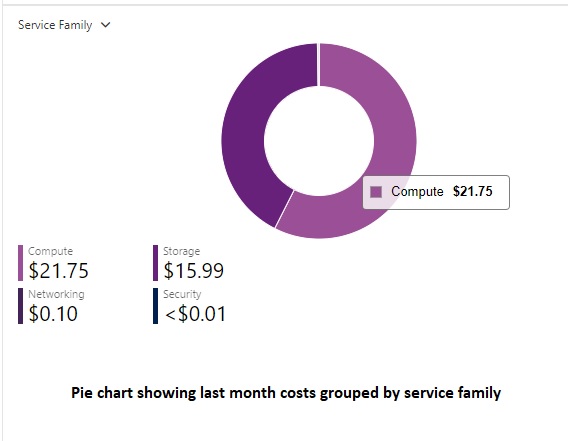 Service Family
Compute $21.75
Compute
$21.75
Storage
$15.99
Networking
$0.10
Security
<$0.01
Pie chart showing last month costs grouped by service family